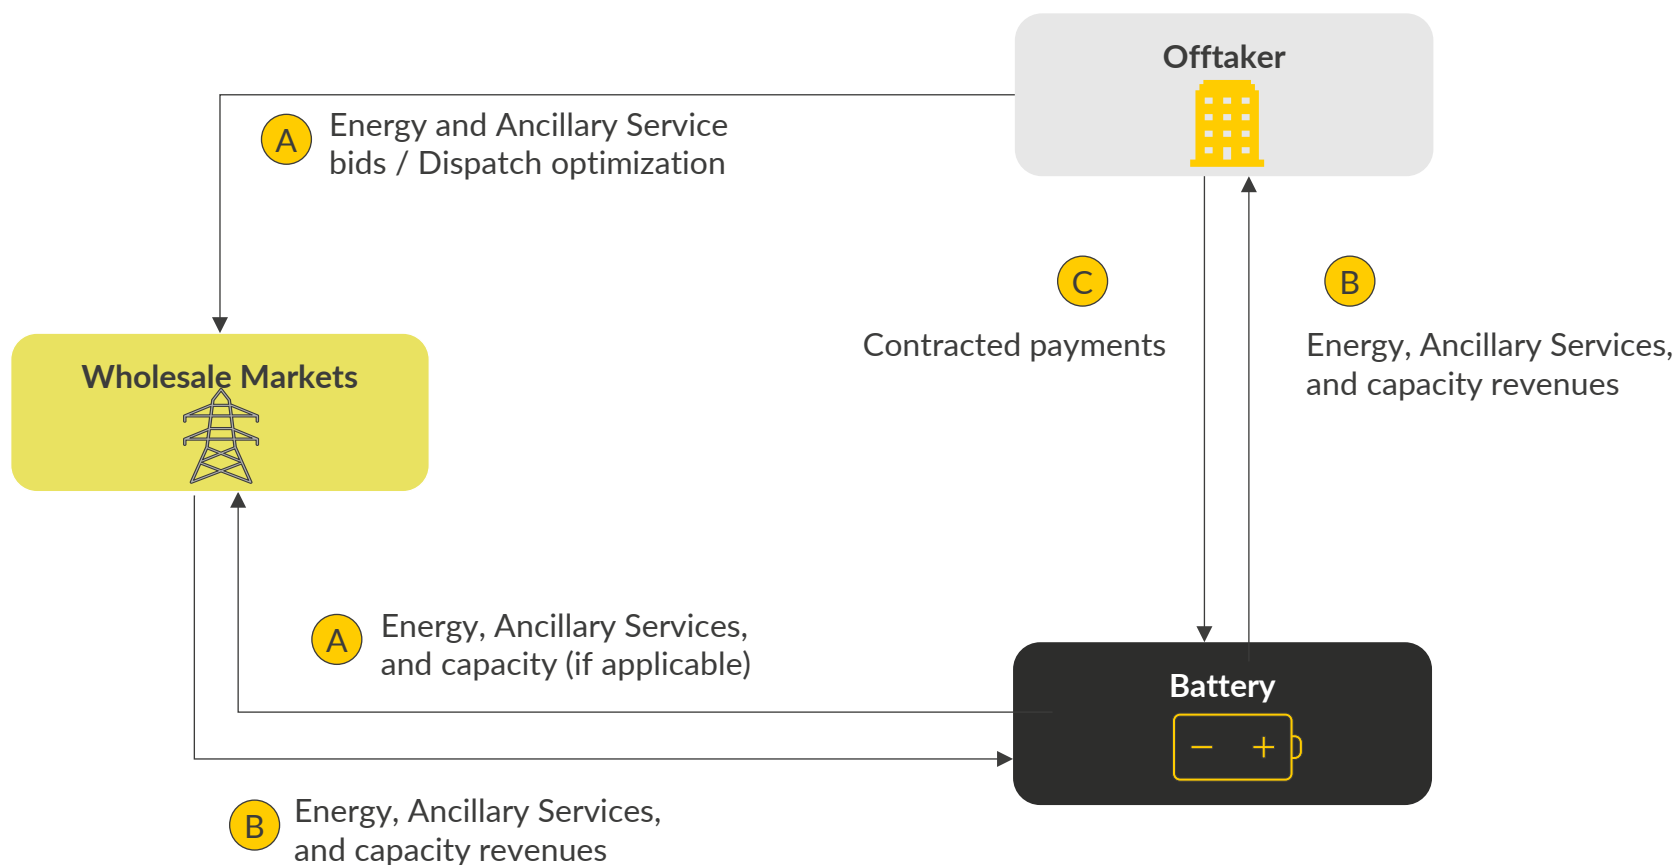 Offtaker
A
Energy and Ancillary Service
bids / Dispatch optimization
C
Contracted payments
B
Energy, Ancillary Services,
and capacity revenues
Wholesale Markets
A
Energy, Ancillary Services,
and capacity (if applicable)
Battery
B
Energy, Ancillary Services,
and capacity revenues